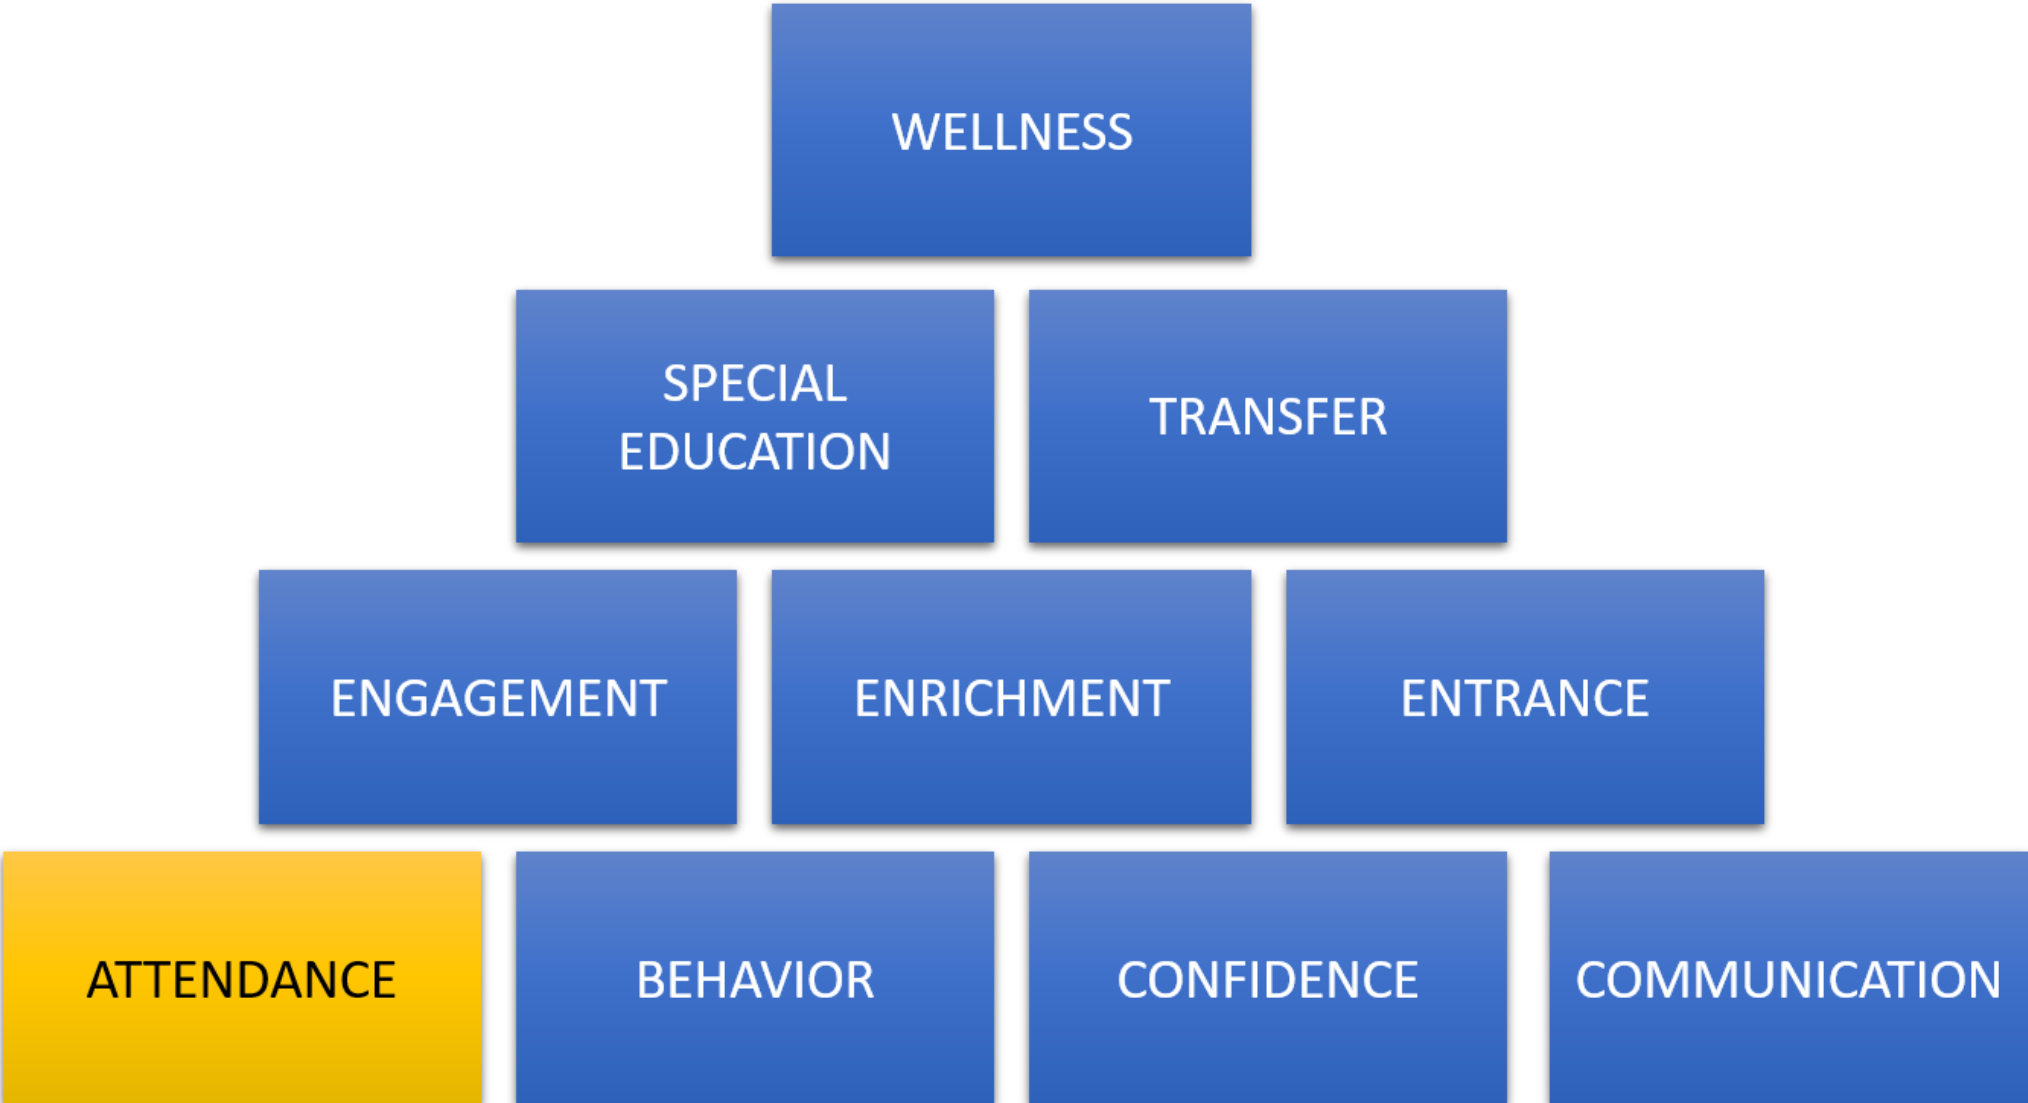 WELLNESS
SPECIAL
EDUCATION
TRANSFER
ENGAGEMENT
ENRICHMENT
ENTRANCE
ATTENDANCE
BEHAVIOR
CONFIDENCE
COMMUNICATION